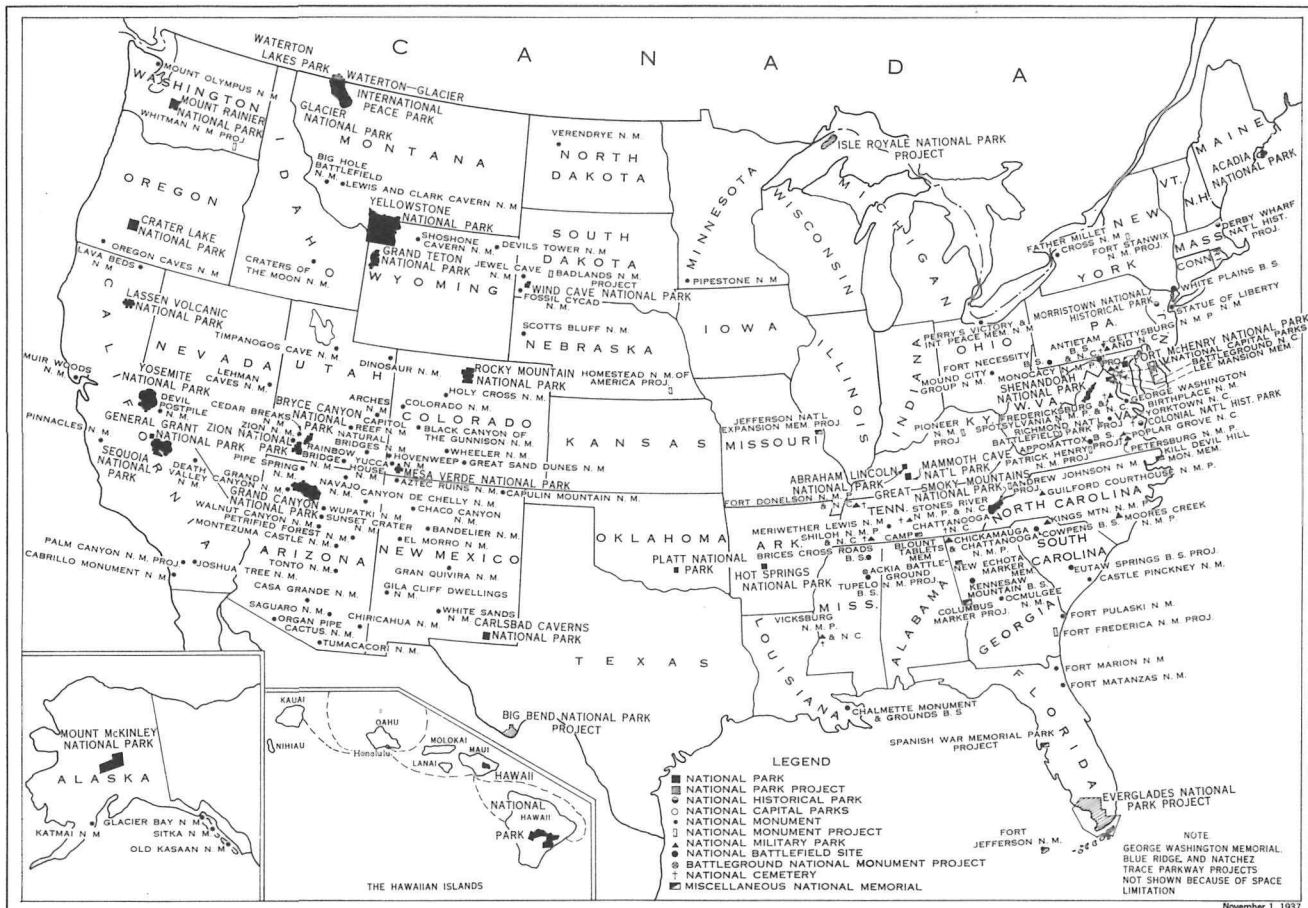 C A N A D A
WATERTON
LAKES PARK
WATERTON—GLACIER
INTERNATIONAL
PEACE PARK
GLACIER
NATIONAL PARK
MOUNT OLYMPUS N M
WASHINGTON
MOUNT RAINIER
NATIONAL
PARK
WHITMAN N M PROJ.
MONTANA
BIG HOLE
BATTLEFIELD
N. M.
LEWIS AND CLARK CAVERN N M
IDAHO
OREGON
CRATER LAKE
NATIONAL PARK
OREGON CAVES N M
LAVA BEDS
N M
CRATERS OF
THE MOON N.M.
YELLOWSTONE
NATIONAL
PARK
GRAND TETON
NATIONAL
PARK
SHOSHONE
CAVERN N. M.
WYOMING
DEVILS TOWER N. M
VERENDRYE N. M.
NORTH
DAKOTA
SOUTH
DAKOTA
JEWEL CAVE
N M
BADLANDS N. M.
PROJECT
WIND CAVE NATIONAL PARK
FOSSIL CYCAD
N. M.
SCOTTS BLUFF N. M.
NEBRASKA
HOMESTEAD N. M. OF
AMERICA PROJ.
MINNESOTA
PIPESTONE N M
ISLE ROYALE NATIONAL PARK
PROJECT
WISCONSIN
MICHIGAN
IOWA
ILLINOIS
INDIANA
OHIO
KANSAS
MISSOURI
JEFFERSON NAT'L
EXPANSION MEM. PROJ.
CALIFORNIA
LASSEN VOLCANIC
NATIONAL
PARK
MUIR WOODS
N M.
YOSEMITE
NATIONAL
PARK
DEVIL
POSTPILE
N M
PINNACLES N M.
GENERAL GRANT
NATIONAL PARK
SEQUOIA
NATIONAL
PARK
DEATH
VALLEY N M
NEVADA
LEHMAN
CAVES N M.
UTAH
TIMPANOGOS CAVE N M
DINOSAUR N. M.
CEDAR BREAKS
N M
ZION N M
ZION NATIONAL
PARK
BRYCE CANYON
NATIONAL
PARK
ARCHES
N M
CAPITOL
REEF N M
NATURAL
BRIDGES N M
RAINBOW
BRIDGE
N M
PIPE SPRING
N M
COLORADO
ROCKY MOUNTAIN
NATIONAL
PARK
HOLY CROSS N. M.
COLORADO N. M.
BLACK CANYON OF
THE GUNNISON N. M.
WHEELER N. M.
HOVENWEEP
GREAT SAND DUNES N. M.
YUCCA
HOUSE N. M
MESA VERDE NATIONAL PARK
AZTEC RUINS N. M.
CAPULIN MOUNTAIN N. M.
GRAND
CANYON N M
GRAND CANYON
NATIONAL
PARK
NAVAJO
N. M.
CANYON DE CHELLY N. M.
CHACO CANYON
N. M.
WUPATKI N M
SUNSET CRATER
N. M.
WALNUT CANYON N. M.
PETRIFIED FOREST N M
MONTEZUMA CASTLE N. M.
ARIZONA
TONTO N. M.
BANDELIER N. M.
EL MORRO N. M.
NEW MEXICO
GRAN QUIVIRA N. M.
GILA CLIFF DWELLINGS
N. M.
WHITE SANDS
N M
CARLSBAD CAVERNS
NATIONAL PARK
PALM CANYON N. M. PROJ
CABRILLO MONUMENT N M
JOSHUA
TREE N. M.
CASA GRANDE N. M.
SAGUARO N. M.
CHIRICAHUA N. M.
ORGAN PIPE
CACTUS N. M.
TUMACACORI N. M.
OKLAHOMA
PLATT NATIONAL
PARK
TEXAS
BIG BEND NATIONAL PARK
PROJECT
ARK.
HOT SPRINGS
NATIONAL PARK
LOUISIANA
CHALMETTE MONUMENT
& GROUNDS B. S
MISS.
VICKSBURG
N. M. P.
& N C
ALABAMA
GEORGIA
FLORIDA
TENN.
KY
ABRAHAM LINCOLN
NATIONAL PARK
MAMMOTH CAVE
NAT'L PARK
GREAT SMOKY MOUNTAINS
NATIONAL PARK
FORT DONELSON N M P
& N C
MERIWETHER LEWIS N. M
SHILOH N. M. P.
& N. C
STONES RIVER
N M P. & N C
CHATTANOOGA
N C
CAMP
BLOUNT
TABLETS
MEM.
BRICES CROSS ROADS
B. S.
ACKIA BATTLE-
GROUND
N. M. PROJ.
TUPELO
B. S.
CHICKAMAUGA
& CHATTANOOGA
N. M. P.
NEW ECHOTA
MARKER
MEM.
KENNESAW
MOUNTAIN B. S.
OCMULGEE
N. M.
COLUMBUS
MARKER PROJ.
ANDREW JOHNSON N. M.
PROJ
GUILFORD COURTHOUSE N. M. P.
NORTH CAROLINA
KINGS MTN. N. M. P.
COWPENS B. S.
MOORES CREEK
N. M. P.
SOUTH
CAROLINA
EUTAW SPRINGS B. S. PROJ.
CASTLE PINCKNEY N. M.
FORT PULASKI N. M.
FORT FREDERICA N. M. PROJ.
FORT MARION N M
FORT MATANZAS N. M.
SPANISH WAR MEMORIAL PARK
PROJECT
EVERGLADES NATIONAL
PARK PROJECT
FORT
JEFFERSON N. M.
MAINE
ACADIA
NATIONAL PARK
VT.
N.H.
MASS
CONN
DERBY WHARF
NAT'L HIST.
PROJ.
NEW
YORK
FATHER MILLET
CROSS N M
FORT STANWIX
N. M. PROJ.
WHITE PLAINS B. S.
STATUE OF LIBERTY
N. M.
MORRISTOWN NATIONAL
HISTORICAL PARK
PA.
PERRY'S VICTORY &
INT PEACE MEM. N M
FORT NECESSITY
B. S.
MOUND CITY
GROUP N M
ANTIETAM
B. S.
& N C
GETTYSBURG N M P
AND N C
MONOCACY N M P PROJ
FORT McHENRY NATIONAL PARK
NATIONAL CAPITAL PARKS
BATTLEGROUND N. C.
LEE MANSION MEM.
SHENANDOAH
W. VA
VA
GEORGE WASHINGTON
BIRTHPLACE N. M.
FREDERICKSBURG
SPOTSYLVANIA N. M. P. & N C
YORKTOWN N. C.
COLONIAL NAT'L HIST. PARK
RICHMOND NAT'L
BATTLEFIELD PARK PROJ
POPLAR GROVE N. C.
APPOMATTOX B. S.
PETERSBURG N. M. P.
PATRICK HENRY
N. M. PROJ
KILL DEVIL HILL
MON. MEM.
PIONEER
N. M.
PROJ
MOUNT McKINLEY
NATIONAL PARK
ALASKA
GLACIER BAY N M
KATMAI N M
SITKA N M
OLD KASAAN N M
KAUAI
NIHIAU
OAHU
Honolulu
MOLOKAI
LANAI
MAUI
HAWAII
NATIONAL
HAWAII
PARK
THE HAWAIIAN ISLANDS
LEGEND
NATIONAL PARK
NATIONAL PARK PROJECT
NATIONAL HISTORICAL PARK
NATIONAL CAPITAL PARKS
NATIONAL MONUMENT
NATIONAL MONUMENT PROJECT
NATIONAL MILITARY PARK
NATIONAL BATTLEFIELD SITE
BATTLEGROUND NATIONAL MONUMENT PROJECT
NATIONAL CEMETERY
MISCELLANEOUS NATIONAL MEMORIAL
NOTE
GEORGE WASHINGTON MEMORIAL,
BLUE RIDGE, AND NATCHEZ
TRACE PARKWAY PROJECTS
NOT SHOWN BECAUSE OF SPACE
LIMITATION
November 1, 1937